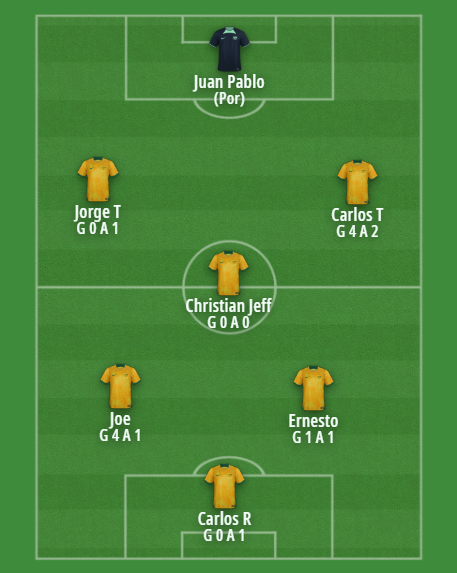 Juan Pablo
(Por)
Jorge T
G 0 A 1
Carlos T
G 4 A 2
Christian Jeff
G 0 A 0
Joe
G 4 A 1
Ernesto
G 1 A 1
Carlos R
G 0 A 1